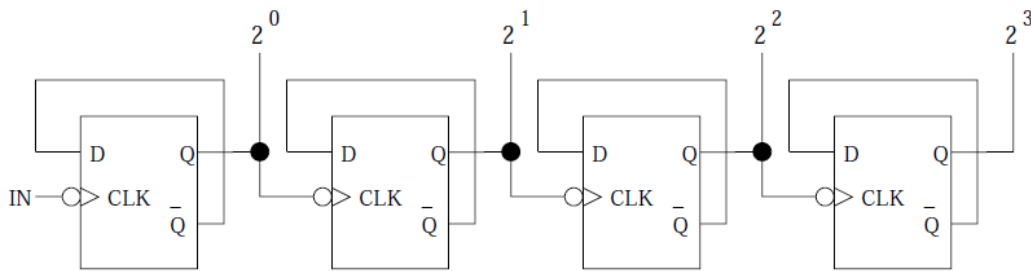 2^0 2^1 2^2 2^3
D Q D Q D Q D Q
IN CLK CLK CLK CLK
Q̅ Q̅ Q̅ Q̅